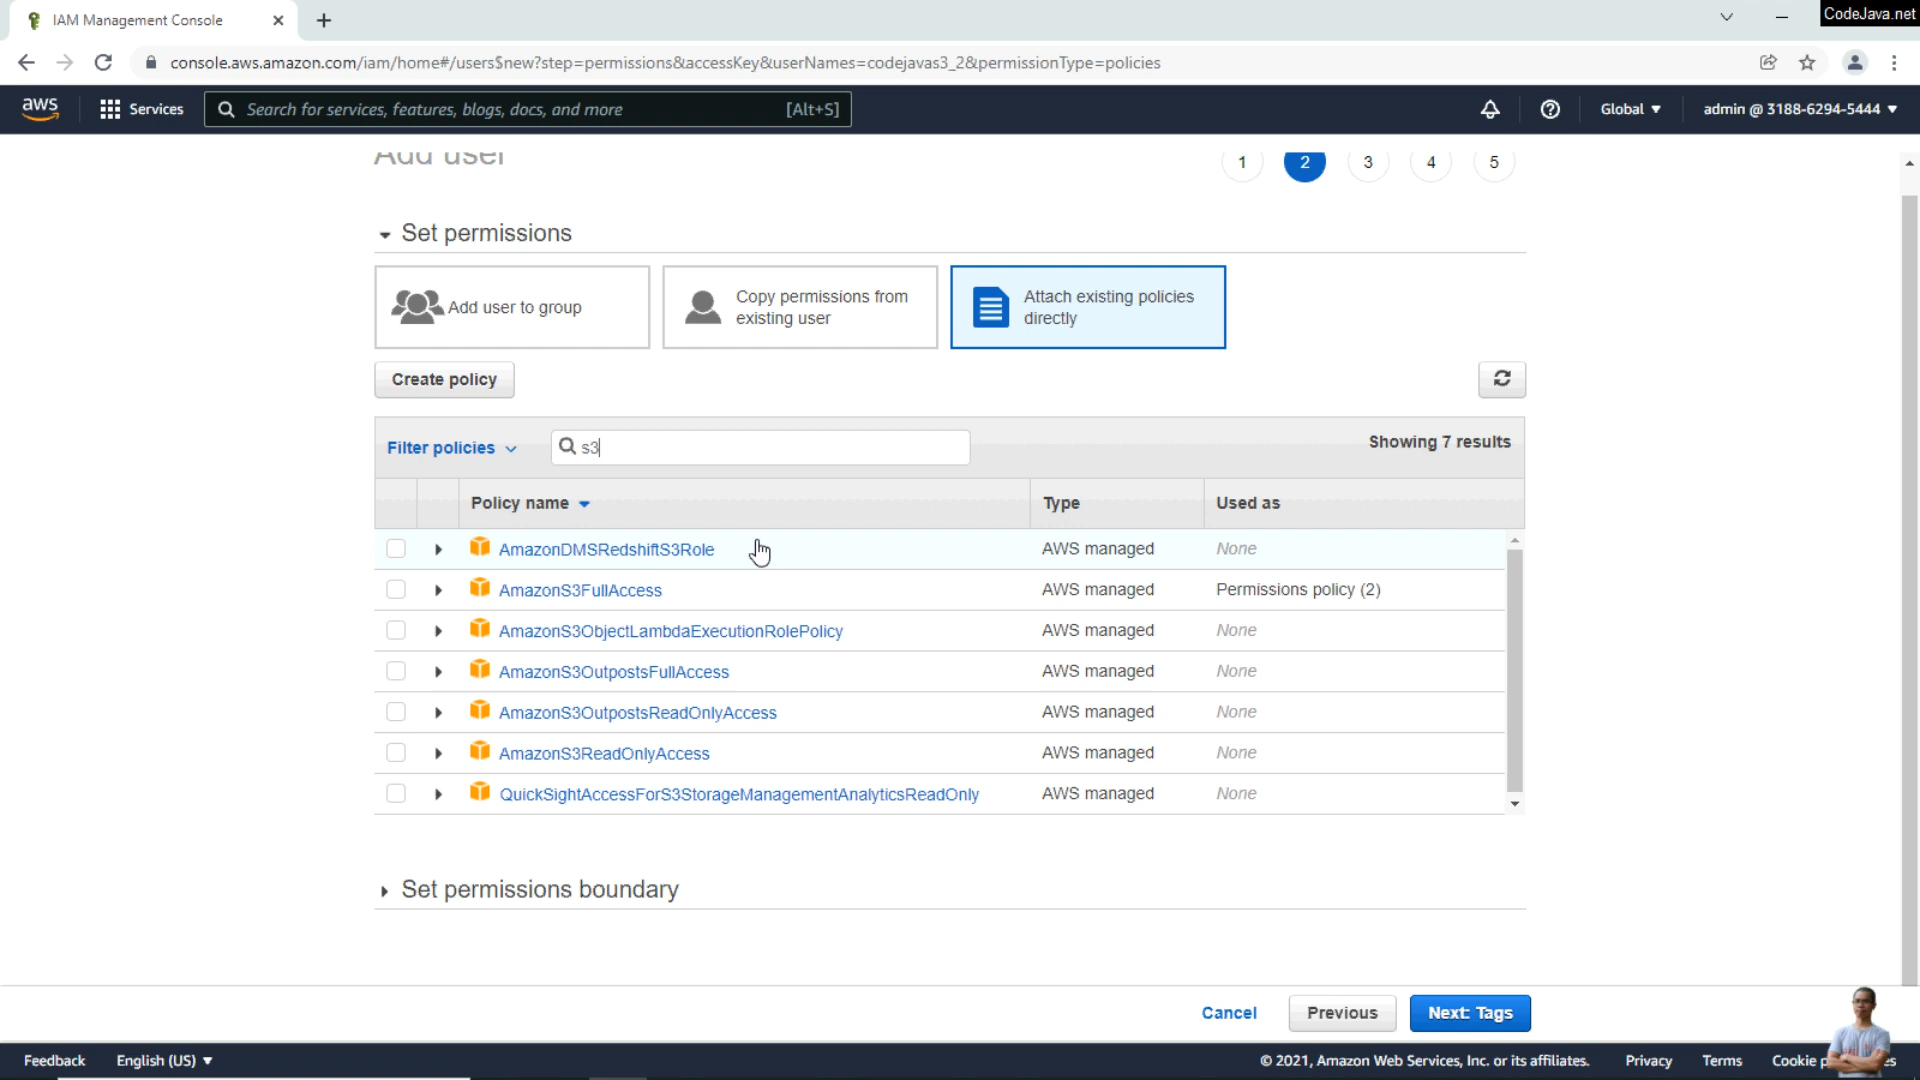 IAM Management Console
CodeJava.net
console.aws.amazon.com/iam/home#/users$new?step=permissions&accessKey&userNames=codejavas3_2&permissionType=policies
aws
Services
Search for services, features, blogs, docs, and more
[Alt+S]
Global
admin @ 3188-6294-5444
Add user
1 2 3 4 5
Set permissions
Add user to group
Copy permissions from
existing user
Attach existing policies
directly
Create policy
Filter policies
s3
Showing 7 results
Policy name Type Used as
AmazonDMSRedshiftS3Role AWS managed None
AmazonS3FullAccess AWS managed Permissions policy (2)
AmazonS3ObjectLambdaExecutionRolePolicy AWS managed None
AmazonS3OutpostsFullAccess AWS managed None
AmazonS3OutpostsReadOnlyAccess AWS managed None
AmazonS3ReadOnlyAccess AWS managed None
QuickSightAccessForS3StorageManagementAnalyticsReadOnly AWS managed None
Set permissions boundary
Cancel
Previous
Next: Tags
Feedback
English (US)
© 2021, Amazon Web Services, Inc. or its affiliates.
Privacy
Terms
Cookie